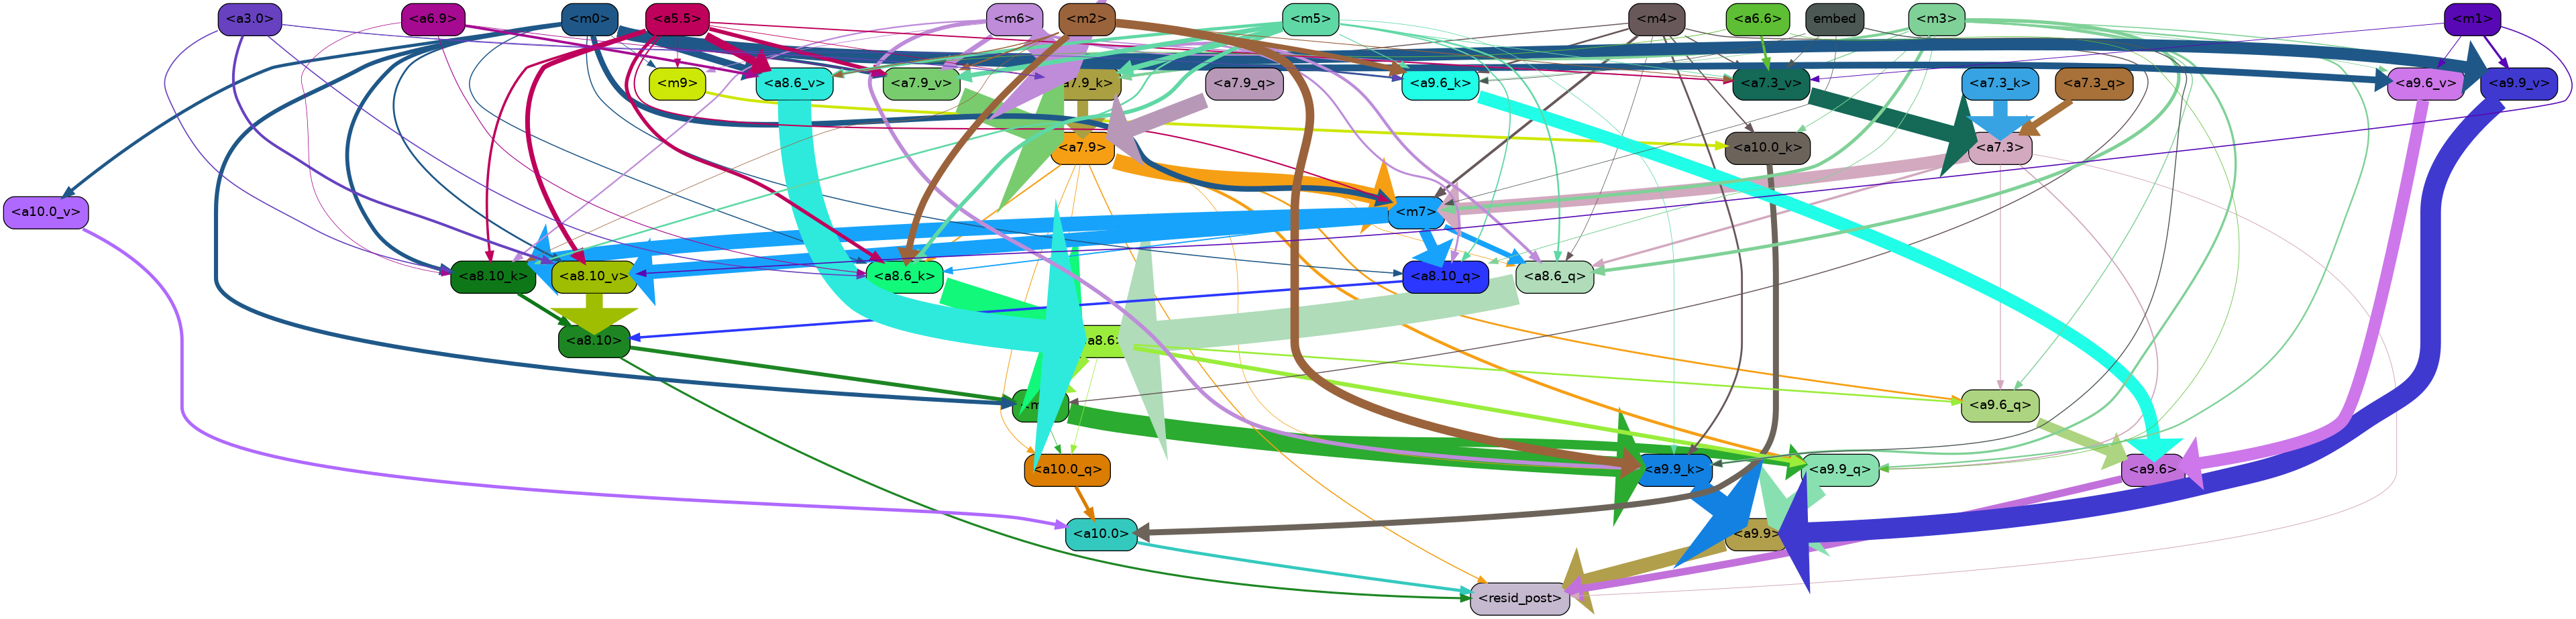 <a3.0> <a6.9> <m0> <a5.5> <m6> <m2> <m5> <m4> <a6.6> embed <m3> <m1>
<m9> <a8.6_v> <a7.9_v> <a7.9_k> <a7.9_q> <a9.6_k> <a7.3_v> <a7.3_k> <a7.3_q> <a9.6_v> <a9.9_v>
<a7.9> <a10.0_k> <a7.3>
<a10.0_v> <m7>
<a8.10_k> <a8.10_v> <a8.6_k> <a8.10_q> <a8.6_q>
<a8.10> a8.6>
<a9.6_q>
<a10.0_q> <a9.9_k> <a9.9_q> <a9.6>
<a10.0> <a9.9>
<resid_post>